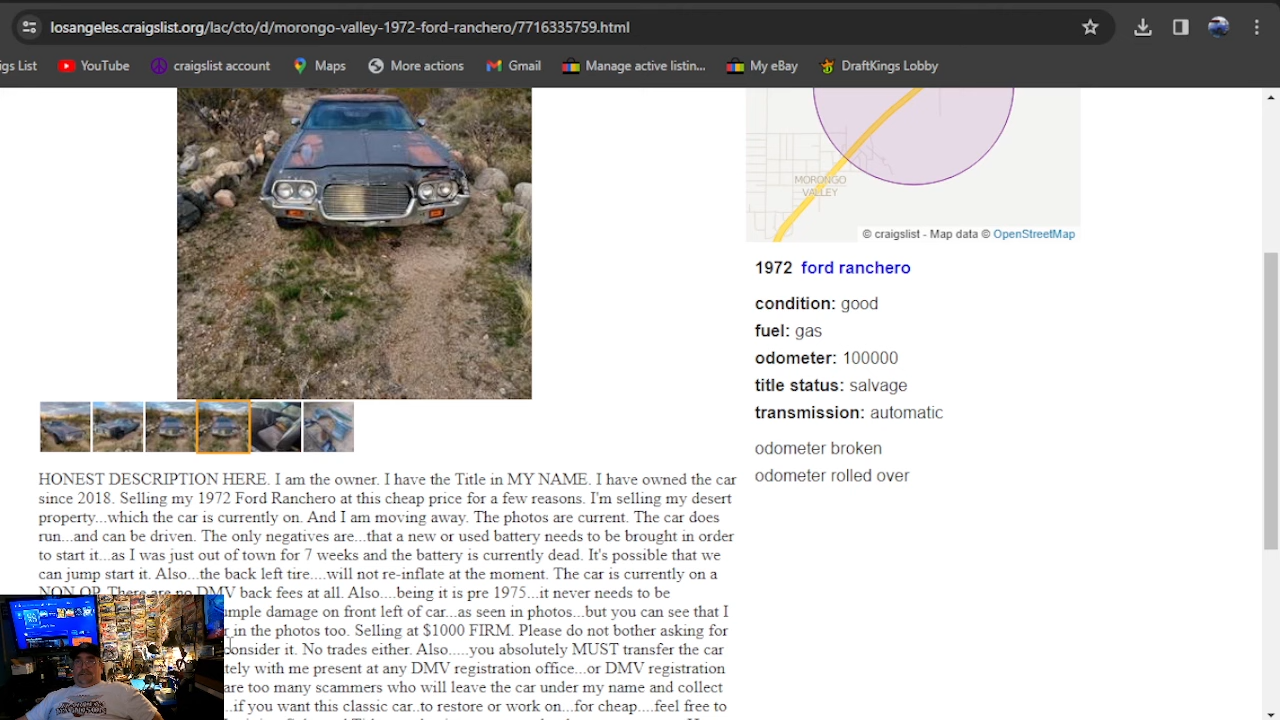 losangeles.craigslist.org/lac/cto/d/morongo-valley-1972-ford-ranchero/7716335759.html
igs List YouTube craigslist account Maps More actions Gmail Manage active listin... My eBay DraftKings Lobby
MORONGO
VALLEY
© craigslist - Map data © OpenStreetMap
1972 ford ranchero
condition: good
fuel: gas
odometer: 100000
title status: salvage
transmission: automatic
odometer broken
odometer rolled over
HONEST DESCRIPTION HERE. I am the owner. I have the Title in MY NAME. I have owned the car
since 2018. Selling my 1972 Ford Ranchero at this cheap price for a few reasons. I'm selling my desert
property...which the car is currently on. And I am moving away. The photos are current. The car does
run...and can be driven. The only negatives are...that a new or used battery needs to be brought in order
to start it...as I was just out of town for 7 weeks and the battery is currently dead. It's possible that we
can jump start it. Also...the back left tire....will not re-inflate at the moment. The car is currently on a
NON OP. There are no DMV back fees at all. Also....being it is pre 1975...it never needs to be
umple damage on front left of car...as seen in photos...but you can see that I
r in the photos too. Selling at $1000 FIRM. Please do not bother asking for
consider it. No trades either. Also.....you absolutely MUST transfer the car
tely with me present at any DMV registration office...or DMV registration
are too many scammers who will leave the car under my name and collect
...if you want this classic car..to restore or work on...for cheap....feel free to